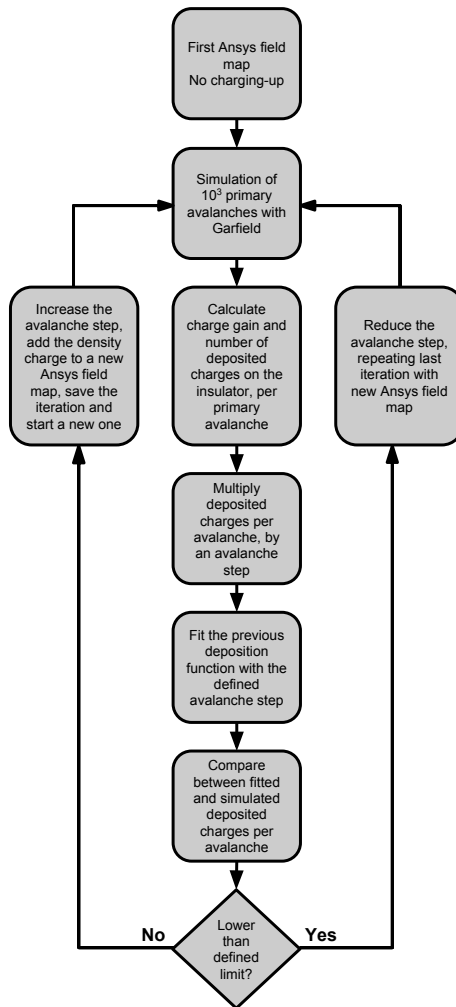 First Ansys field
map
No charging-up
Simulation of
10³ primary
avalanches with
Garfield
Increase the
avalanche step,
add the density
charge to a new
Ansys field
map, save the
iteration and
start a new one
Calculate
charge gain and
number of
deposited
charges on the
insulator, per
primary
avalanche
Reduce the
avalanche step,
repeating last
iteration with
new Ansys field
map
Multiply
deposited
charges per
avalanche, by
an avalanche
step
Fit the previous
deposition
function with the
defined
avalanche step
Compare
between fitted
and simulated
deposited
charges per
avalanche
No
Lower
than
defined
limit?
Yes